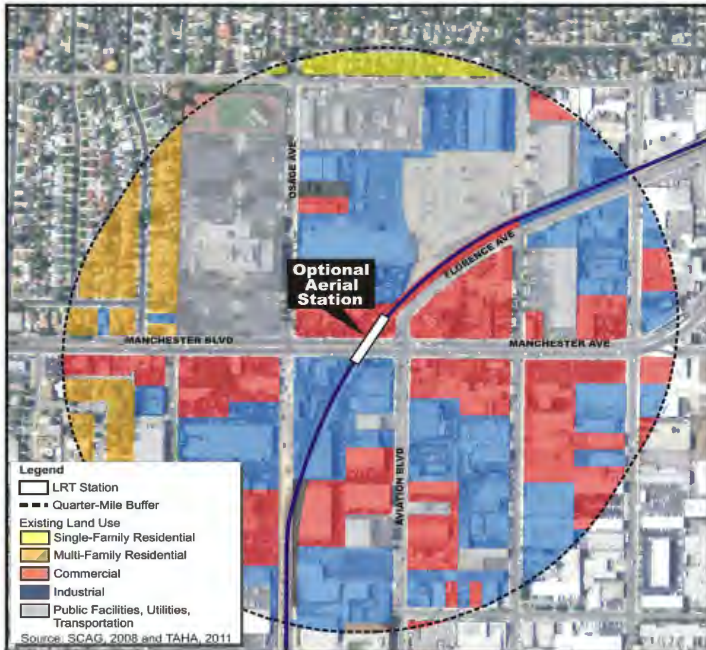 OSAGE AVE
FLORENCE AVE
Optional
Aerial
Station
MANCHESTER BLVD
MANCHESTER AVE
AVIATION BLVD
Legend
LRT Station
Quarter-Mile Buffer
Existing Land Use
Single-Family Residential
Multi-Family Residential
Commercial
Industrial
Public Facilities, Utilities,
Transportation
Source: SCAG, 2008 and TAHA, 2011